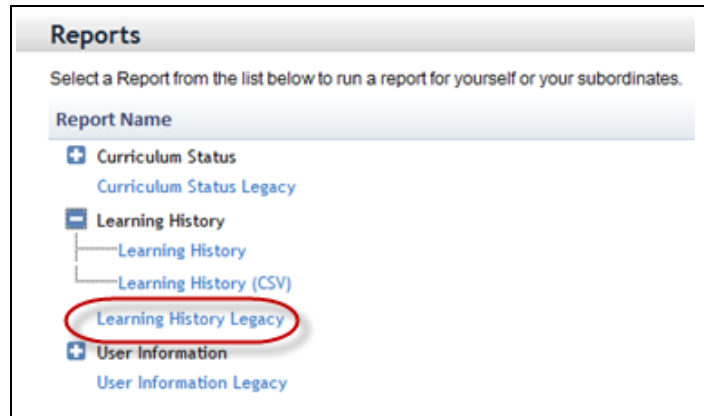 Reports
Select a Report from the list below to run a report for yourself or your subordinates.
Report Name
Curriculum Status
Curriculum Status Legacy
Learning History
Learning History
Learning History (CSV)
Learning History Legacy
User Information
User Information Legacy